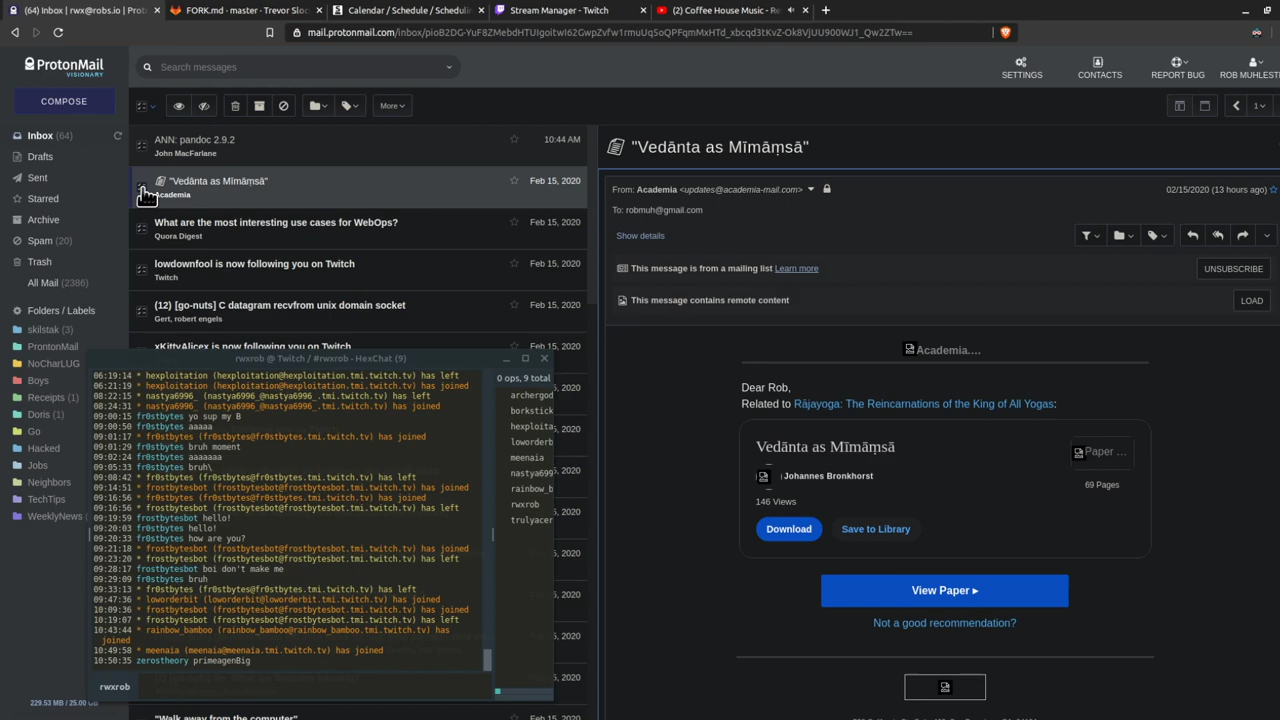 (64) Inbox | rwx@robs.io | P
FORK.md · master · Trevor Sloc
Calendar / Schedule / Schedulin
Stream Manager - Twitch
(2) Coffee House Music - Re
mail.protonmail.com/inbox/pioB2DG-YuF8ZMebdHTUIgoitwI62GwpZvfw1rmuUq5oQPFqmMxHTd_xbcqd3tKvZ-Ok8VjUU900WJ1_Qw2ZTw==
ProtonMail
VISIONARY
Search messages
SETTINGS
CONTACTS
REPORT BUG
ROB MUHLEST
COMPOSE
More
1
Inbox (64)
Drafts
Sent
Starred
Archive
Spam (20)
Trash
All Mail (2386)
Folders / Labels
skilstak (3)
ProntonMail
NoCharLUG
Boys
Receipts (1)
Doris (1)
Go
Hacked
Jobs
Neighbors
TechTips
WeeklyNews
229.53 MB / 25.00 GB
ANN: pandoc 2.9.2
10:44 AM
John MacFarlane
"Vedānta as Mīmāṃsā"
Feb 15, 2020
Academia
What are the most interesting use cases for WebOps?
Feb 15, 2020
Quora Digest
lowdownfool is now following you on Twitch
Feb 15, 2020
Twitch
(12) [go-nuts] C datagram recvfrom unix domain socket
Feb 15, 2020
Gert, robert engels
xKittyAlicex is now following you on Twitch
Feb 15, 2020
"Walk away from the computer"
"Vedānta as Mīmāṃsā"
From: Academia <updates@academia-mail.com>
02/15/2020 (13 hours ago)
To: robmuh@gmail.com
Show details
This message is from a mailing list Learn more
UNSUBSCRIBE
This message contains remote content
LOAD
Academia....
Dear Rob,
Related to Rājayoga: The Reincarnations of the King of All Yogas:
Vedānta as Mīmāṃsā
Paper ...
Johannes Bronkhorst
69 Pages
146 Views
Download
Save to Library
View Paper ▸
Not a good recommendation?
rwxrob @ Twitch / #rwxrob - HexChat (9)
06:19:14 * hexploitation (hexploitation@hexploitation.tmi.twitch.tv) has left
06:21:19 * hexploitation (hexploitation@hexploitation.tmi.twitch.tv) has joined
08:22:15 * nastya6996_ (nastya6996_@nastya6996_.tmi.twitch.tv) has left
08:24:31 * nastya6996_ (nastya6996_@nastya6996_.tmi.twitch.tv) has joined
09:00:15 fr0stbytes yo sup my B
09:00:50 fr0stbytes aaaaa
09:01:17 * fr0stbytes (fr0stbytes@fr0stbytes.tmi.twitch.tv) has joined
09:01:29 fr0stbytes bruh moment
09:02:24 fr0stbytes aaaaaaa
09:05:33 fr0stbytes bruh\
09:08:42 * fr0stbytes (fr0stbytes@fr0stbytes.tmi.twitch.tv) has left
09:14:51 * frostbytesbot (frostbytesbot@frostbytesbot.tmi.twitch.tv) has joined
09:16:56 * fr0stbytes (fr0stbytes@fr0stbytes.tmi.twitch.tv) has joined
09:16:56 * frostbytesbot (frostbytesbot@frostbytesbot.tmi.twitch.tv) has left
09:19:59 frostbytesbot hello!
09:20:03 fr0stbytes hello!
09:20:33 fr0stbytes how are you?
09:21:18 * frostbytesbot (frostbytesbot@frostbytesbot.tmi.twitch.tv) has joined
09:23:20 * frostbytesbot (frostbytesbot@frostbytesbot.tmi.twitch.tv) has left
09:28:17 frostbytesbot boi don't make me
09:29:09 fr0stbytes bruh
09:33:13 * fr0stbytes (fr0stbytes@fr0stbytes.tmi.twitch.tv) has left
09:47:36 * loworderbit (loworderbit@loworderbit.tmi.twitch.tv) has joined
10:09:36 * frostbytesbot (frostbytesbot@frostbytesbot.tmi.twitch.tv) has joined
10:19:07 * frostbytesbot (frostbytesbot@frostbytesbot.tmi.twitch.tv) has left
10:43:44 * rainbow_bamboo (rainbow_bamboo@rainbow_bamboo.tmi.twitch.tv) has
joined
10:49:58 * meenaia (meenaia@meenaia.tmi.twitch.tv) has joined
10:50:35 zerostheory primeagenBig
rwxrob
0 ops, 9 total
archergod
borkstick
hexploita
loworderb
meenaia
nastya699
rainbow_b
rwxrob
trulyacer